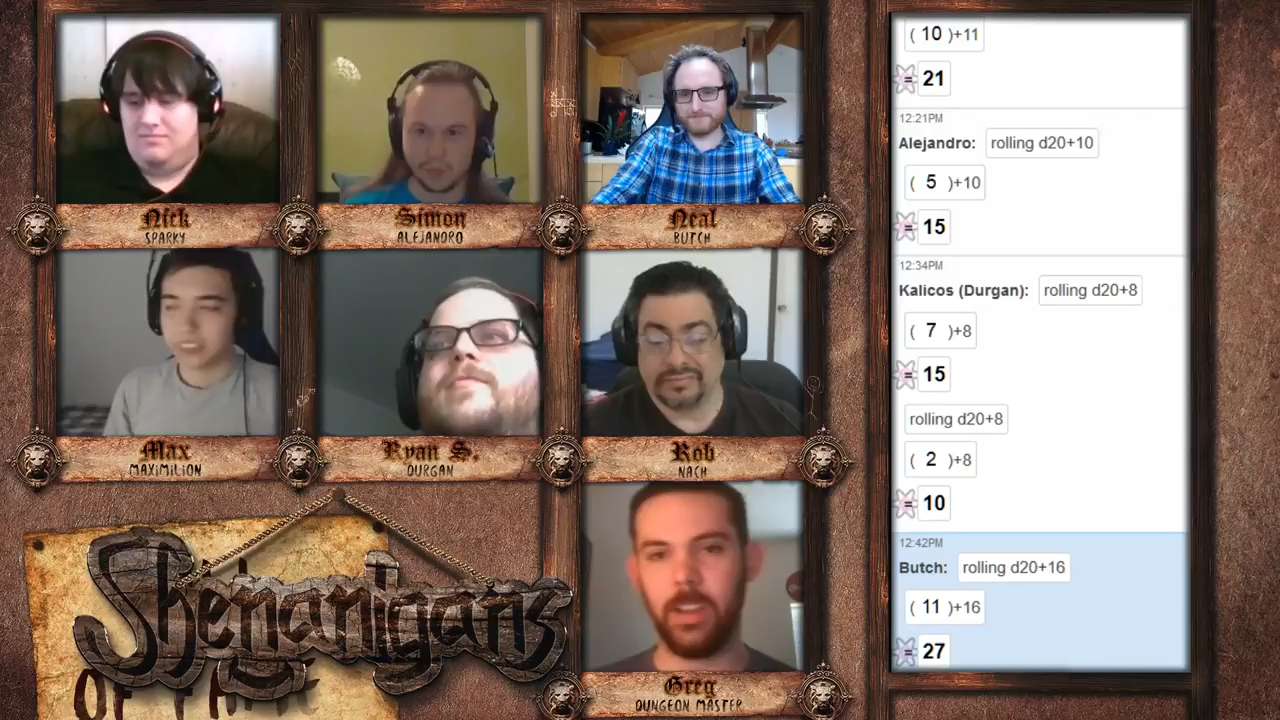 Nick
SPARKY
Simon
ALEJANDRO
Neal
BUTCH
Max
MAXIMILION
Ryan S.
DURGAN
Rob
NACH
Greg
DUNGEON MASTER
Shenanigans
OF
( 10 )+11
= 21
12:21PM
Alejandro: rolling d20+10
( 5 )+10
= 15
12:34PM
Kalicos (Durgan): rolling d20+8
( 7 )+8
= 15
rolling d20+8
( 2 )+8
= 10
12:42PM
Butch: rolling d20+16
( 11 )+16
= 27